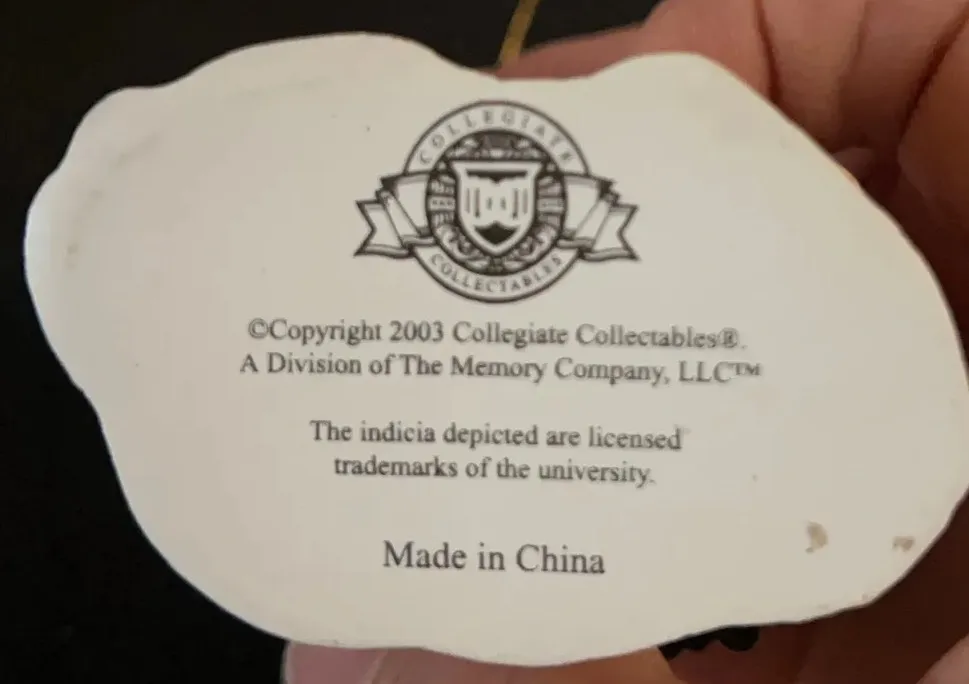 COLLEGIATE
COLLECTABLES
©Copyright 2003 Collegiate Collectables®.
A Division of The Memory Company, LLC™
The indicia depicted are licensed
trademarks of the university.
Made in China